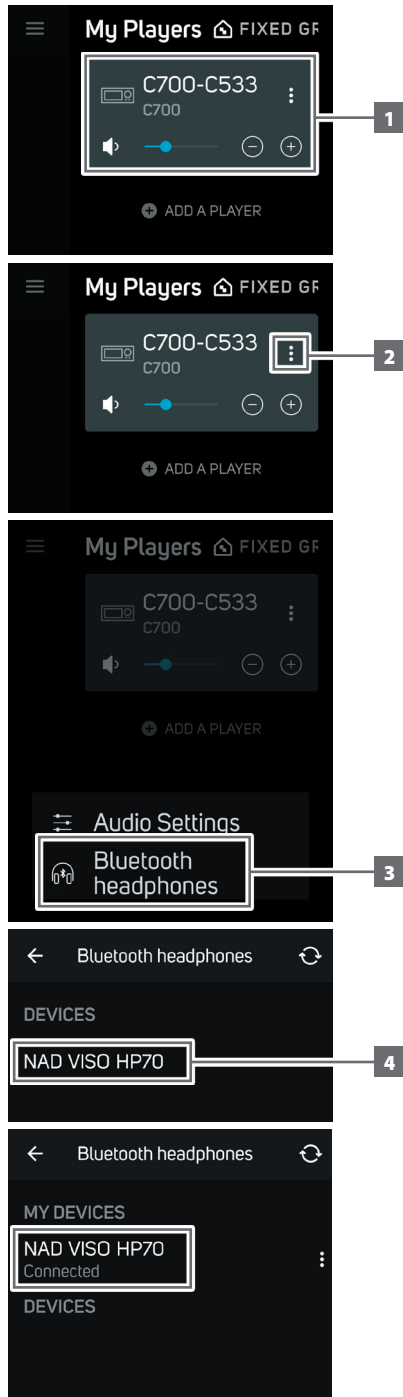 My Players FIXED GR
C700-C533
C700
ADD A PLAYER
1
My Players FIXED GR
C700-C533
C700
2
ADD A PLAYER
My Players FIXED GR
C700-C533
C700
ADD A PLAYER
Audio Settings
Bluetooth
headphones
3
Bluetooth headphones
DEVICES
NAD VISO HP70
4
Bluetooth headphones
MY DEVICES
NAD VISO HP70
Connected
DEVICES